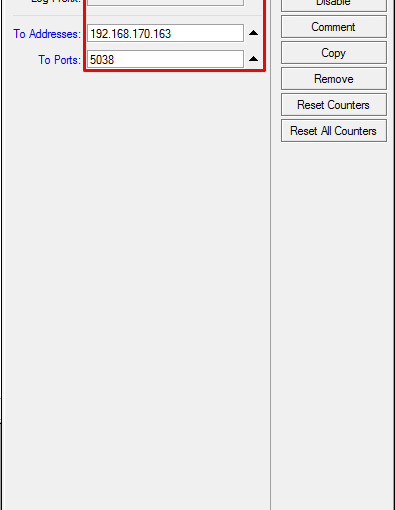 Log Prefix:
To Addresses: 192.168.170.163
To Ports: 5038
Disable
Comment
Copy
Remove
Reset Counters
Reset All Counters